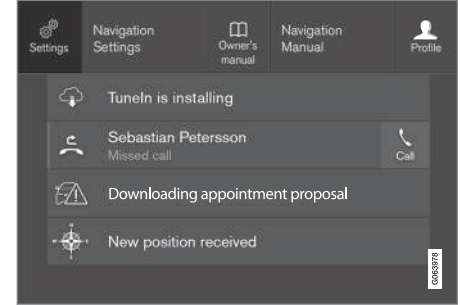 Settings
Navigation
Settings
Owner's
manual
Navigation
Manual
Profile
TuneIn is installing
Sebastian Petersson
Missed call
Call
Downloading appointment proposal
New position received
G063978